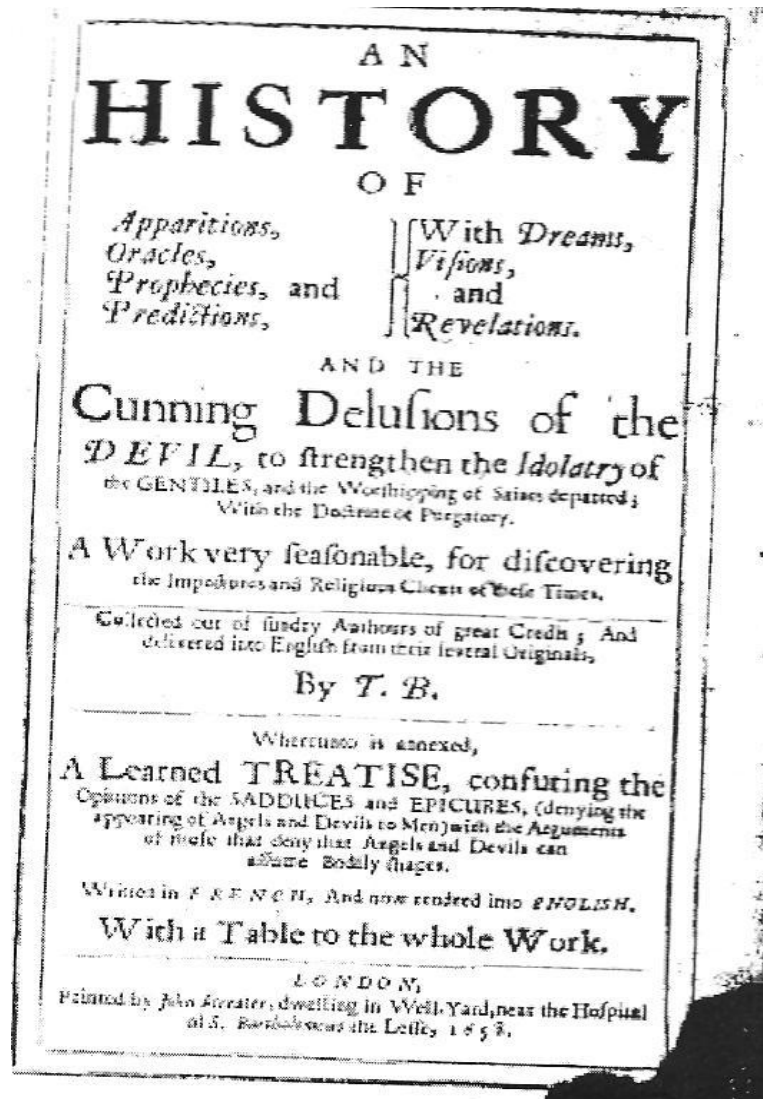 AN
HISTORY
OF
Apparitions,
Oracles,
Prophecies, and
Predictions,
With Dreams,
Viſions,
and
Revelations.
AND THE
Cunning Deluſions of the
DEVIL, to ſtrengthen the Idolatry of
the GENTILES, and the Worſhipping of Saints departed;
With the Doctrine of Purgatory.
A Work very ſeaſonable, for diſcovering
the Impoſtures and Religious Cheats of theſe Times.
Collected out of ſundry Authours of great Credit; And
delivered into Engliſh from their ſeveral Originals,
By T. B.
Whereunto is annexed,
A Learned TREATISE, confuting the
Opinions of the SADDUCES and EPICURES, (denying the
appearing of Angels and Devils to Men) with the Arguments
of thoſe that deny that Angels and Devils can
aſſume Bodily ſhapes.
Written in FRENCH, And now rendred into ENGLISH.
With a Table to the whole Work.
LONDON,
Printed by John Streater, dwelling in Well-Yard, near the Hoſpital
of S. Bartholomews the Leſſe, 1658.